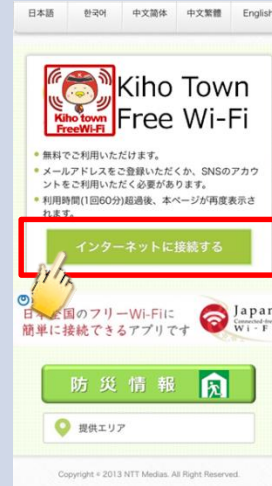 日本語 한국어 中文简体 中文繁體 English
Kiho town
FreeWi-Fi
Kiho Town
Free Wi-Fi
無料でご利用いただけます。
メールアドレスをご登録いただくか、SNSのアカウ
ントをご利用いただく必要があります。
利用時間(1回60分)超過後、本ページが再度表示さ
れます。
インターネットに接続する
日本全国のフリーWi-Fiに
簡単に接続できるアプリです
Japan
Wi-Fi
防災情報
提供エリア
Copyright © 2013 NTT Medias. All Right Reserved.